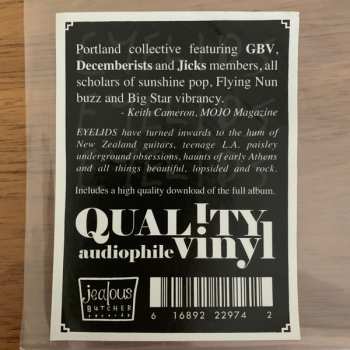 Portland collective featuring GBV,
Decemberists and Jicks members, all
scholars of sunshine pop, Flying Nun
buzz and Big Star vibrancy.
- Keith Cameron, MOJO Magazine
EYELIDS have turned inwards to the hum of
New Zealand guitars, teenage L.A. paisley
underground obsessions, haunts of early Athens
and all things beautiful, lopsided and rock.
Includes a high quality download of the full album.
QUAL!TY
audiophile vinyl
jealous
BUTCHER
records
6 16892 22974 2